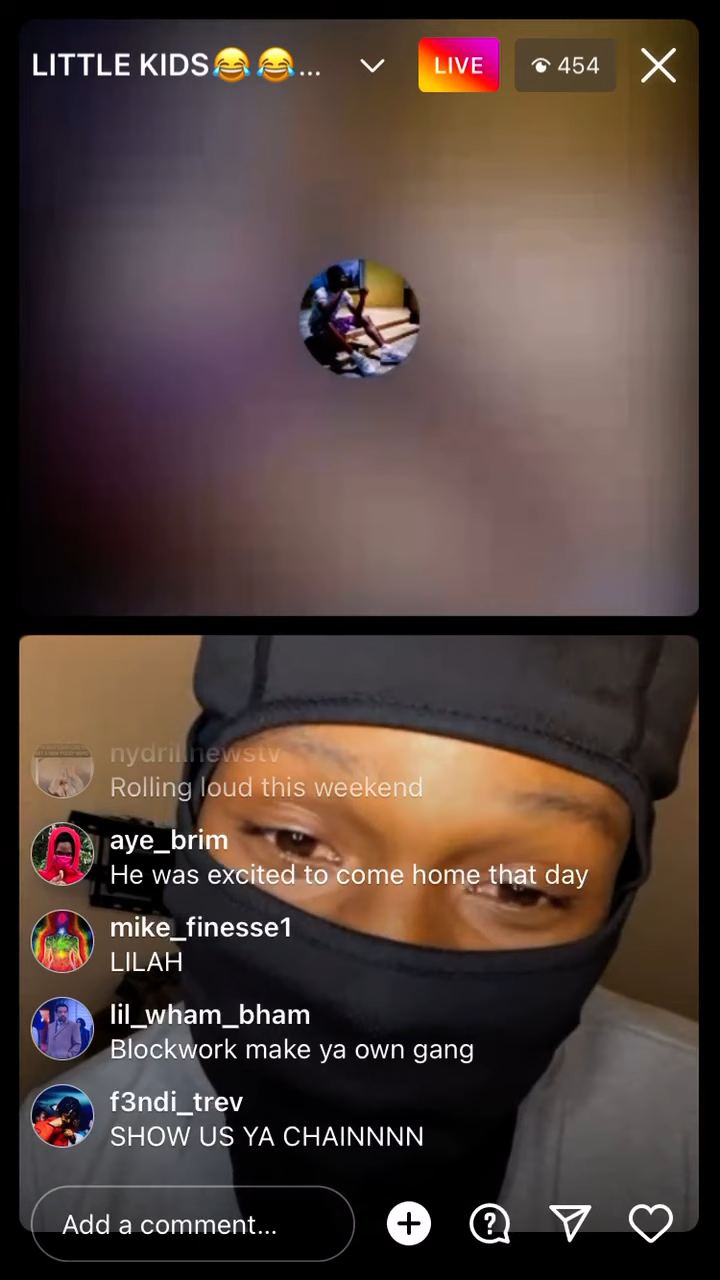 LITTLE KIDS😂😂...
LIVE
454
nydrillnewstv
Rolling loud this weekend
aye_brim
He was excited to come home that day
mike_finesse1
LILAH
lil_wham_bham
Blockwork make ya own gang
f3ndi_trev
SHOW US YA CHAINNNN
Add a comment...